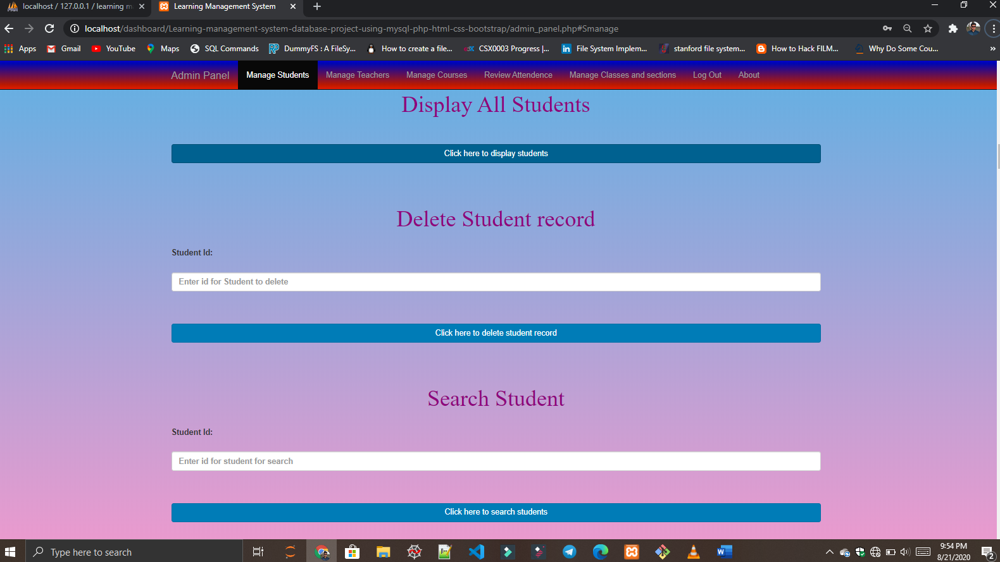 localhost / 127.0.0.1 / learning m
Learning Management System
localhost/dashboard/Learning-management-system-database-project-using-mysql-php-html-css-bootstrap/admin_panel.php#Smanage
Apps Gmail YouTube Maps SQL Commands DummyFS : A FileSy... How to create a file... CSX0003 Progress |... File System Implem... stanford file system... How to Hack FILM... Why Do Some Cou... »
Admin Panel Manage Students Manage Teachers Manage Courses Review Attendence Manage Classes and sections Log Out About
Display All Students
Click here to display students
Delete Student record
Student Id:
Enter id for Student to delete
Click here to delete student record
Search Student
Student Id:
Enter id for student for search
Click here to search students
Type here to search
9:54 PM
8/21/2020
2